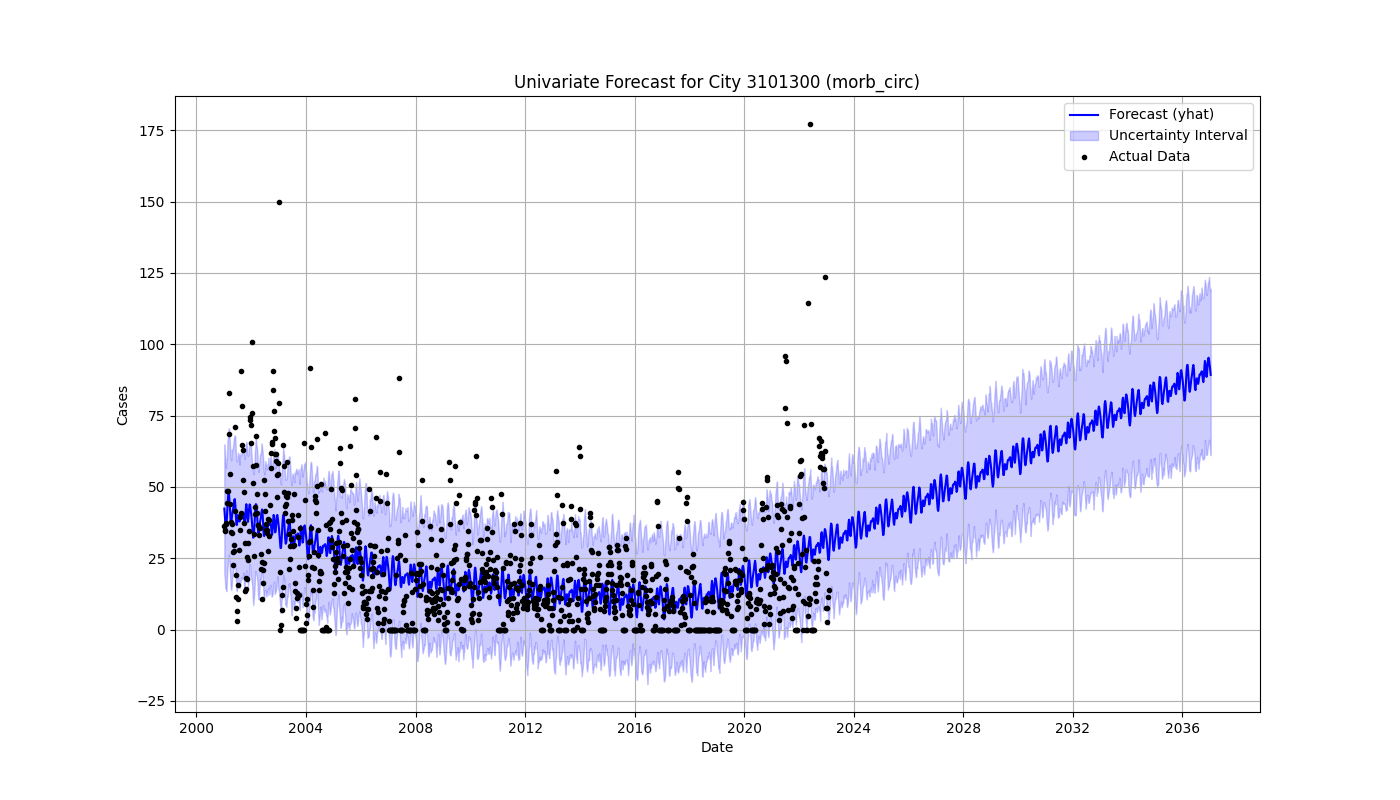 Univariate Forecast for City 3101300 (morb_circ)
Forecast (yhat)
Uncertainty Interval
Actual Data
175
150
125
100
75
50
25
0
−25
Cases
2000 2004 2008 2012 2016 2020 2024 2028 2032 2036
Date